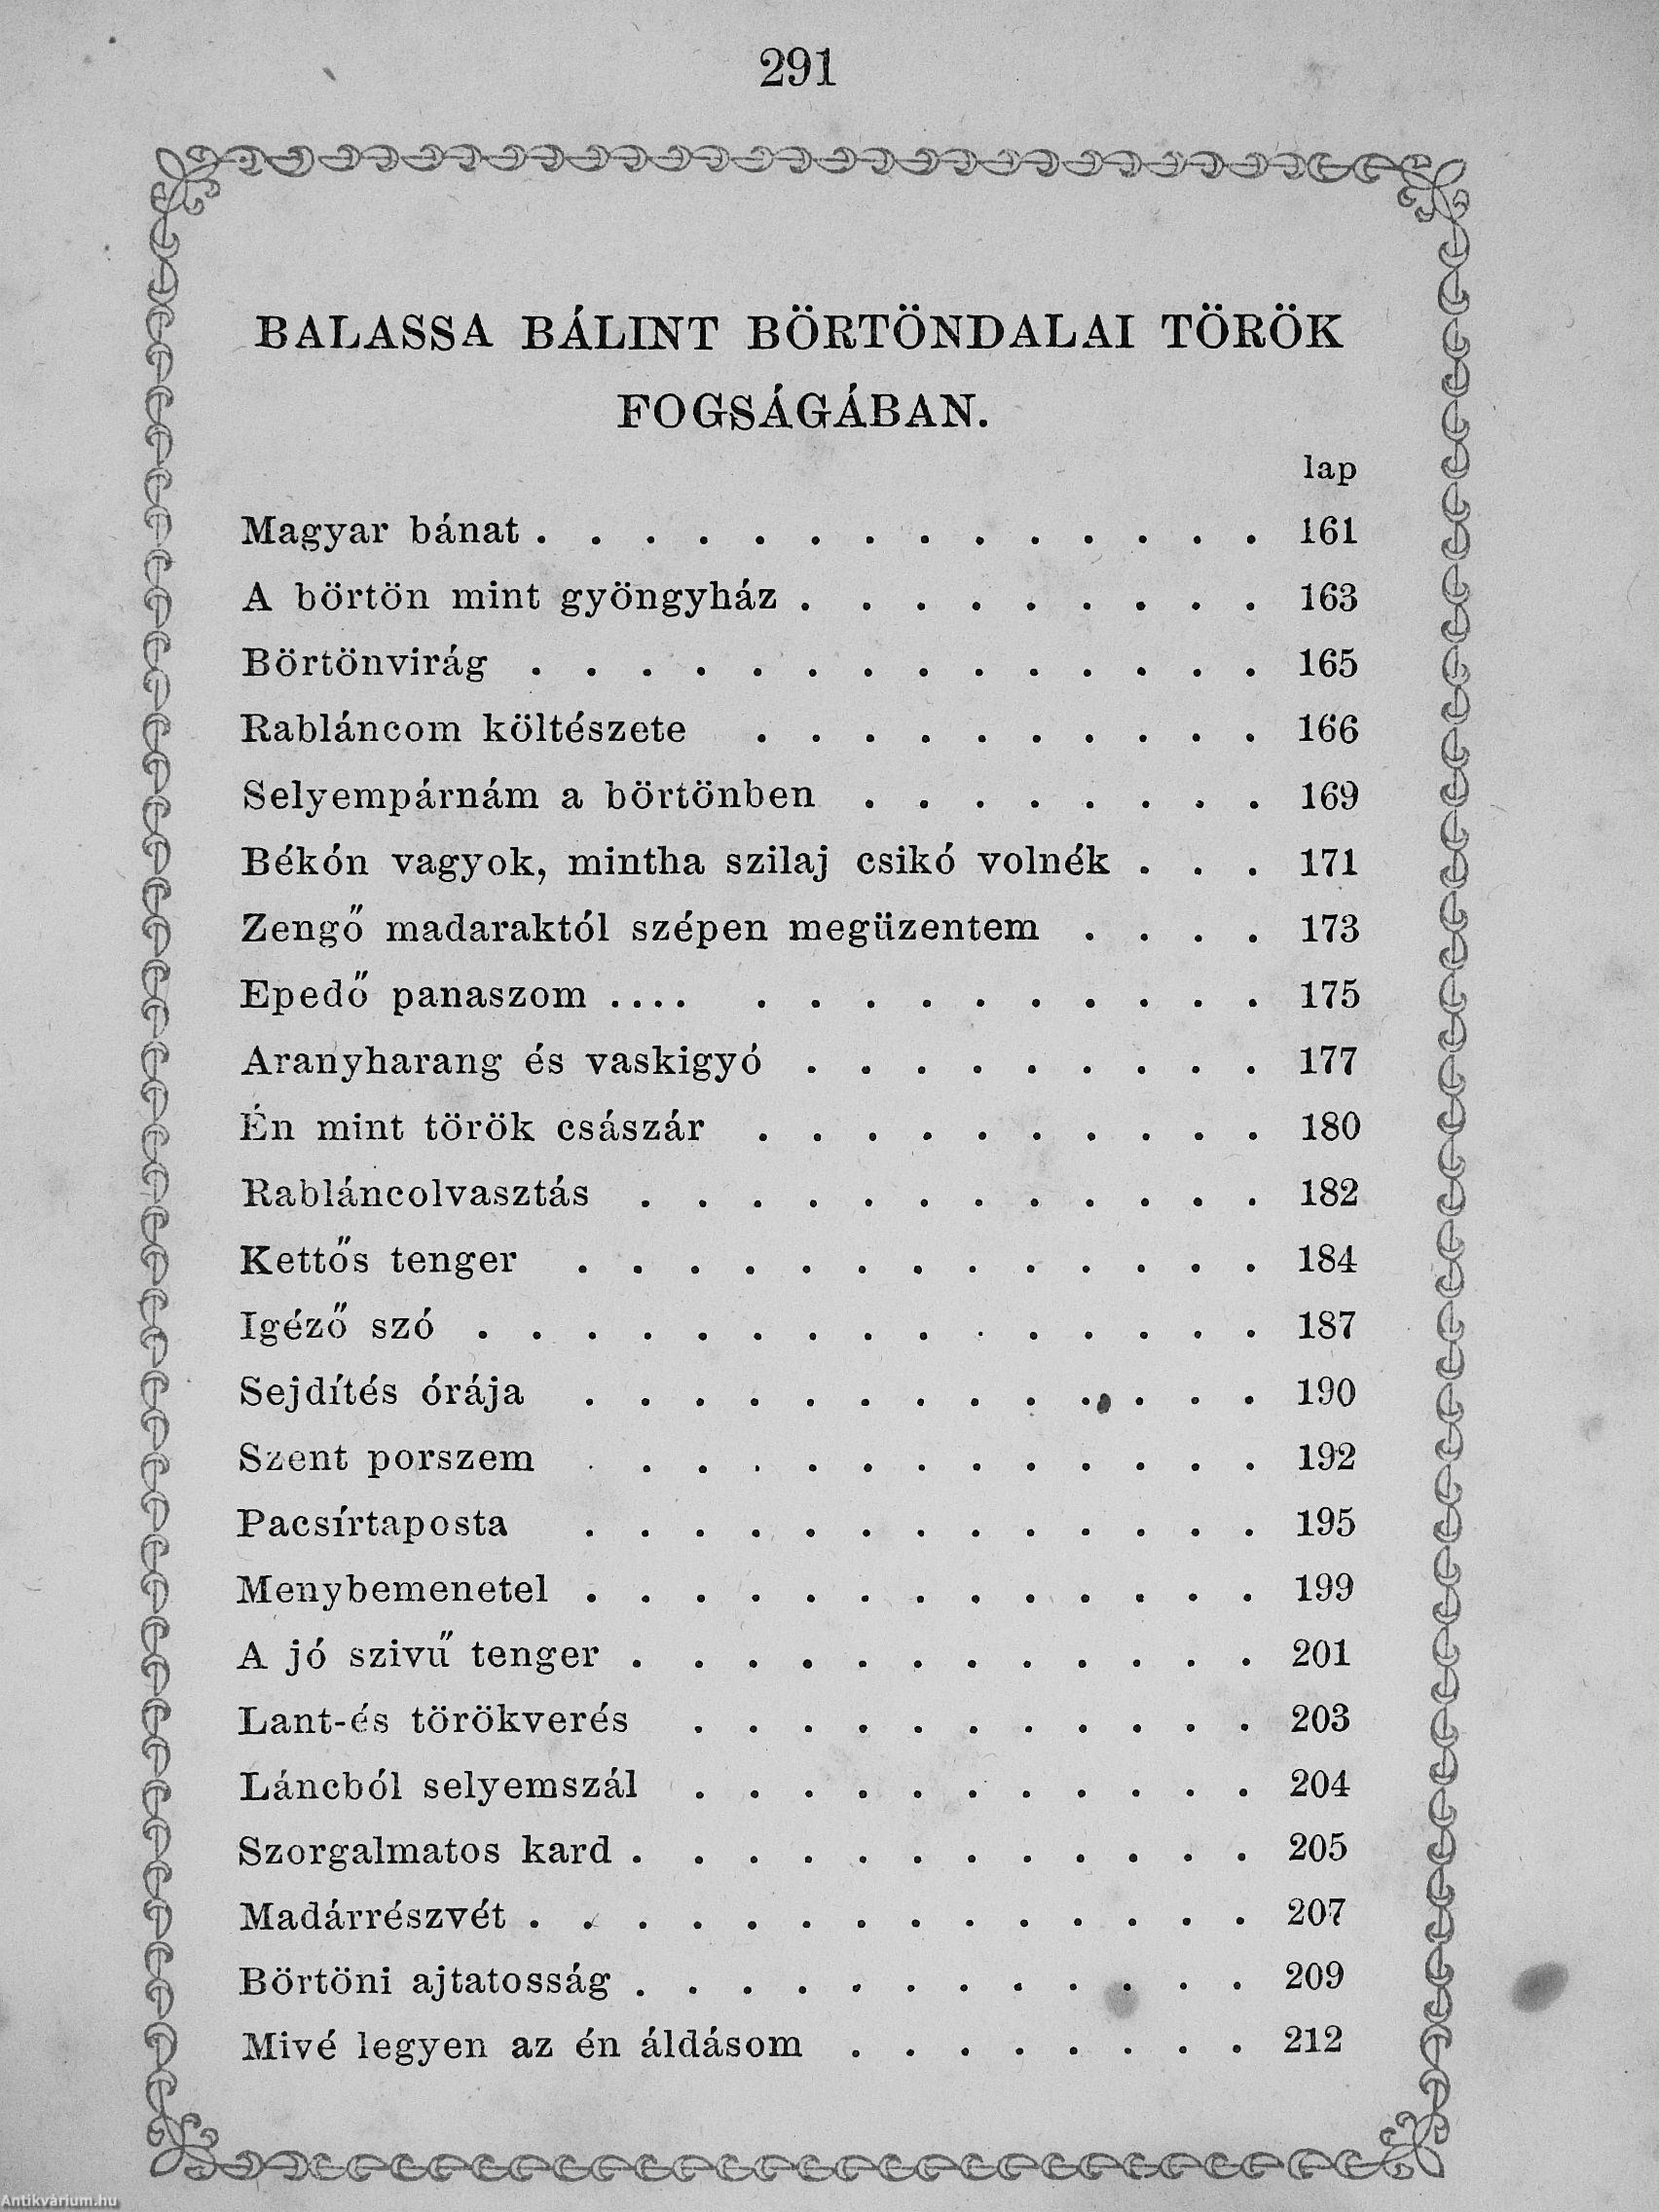 291
BALASSA BÁLINT BÖRTÖNDALAI TÖRÖK
FOGSÁGÁBAN.
lap
Magyar bánat . . . . . . . . . . . . . . 161
A börtön mint gyöngyház . . . . . . . . . 163
Börtönvirág . . . . . . . . . . . . . . 165
Rabláncom költészete . . . . . . . . . . 166
Selyempárnám a börtönben . . . . . . . . 169
Békón vagyok, mintha szilaj csikó volnék . . . 171
Zengő madaraktól szépen megüzentem . . . . 173
Epedő panaszom .... . . . . . . . . . . 175
Aranyharang és vaskigyó . . . . . . . . . 177
Én mint török császár . . . . . . . . . . 180
Rabláncolvasztás . . . . . . . . . . . . 182
Kettős tenger . . . . . . . . . . . . . 184
Igéző szó . . . . . . . . . . . . . . . 187
Sejdítés órája . . . . . . . . . . . . . 190
Szent porszem . . . . . . . . . . . . . 192
Pacsírtaposta . . . . . . . . . . . . . 195
Menybemenetel . . . . . . . . . . . . . 199
A jó szivű tenger . . . . . . . . . . . . 201
Lant-és törökverés . . . . . . . . . . . 203
Láncból selyemszál . . . . . . . . . . . 204
Szorgalmatos kard . . . . . . . . . . . . 205
Madárrészvét . . . . . . . . . . . . . . 207
Börtöni ajtatosság . . . . . . . . . . . . 209
Mivé legyen az én áldásom . . . . . . . . 212
Antikvárium.hu